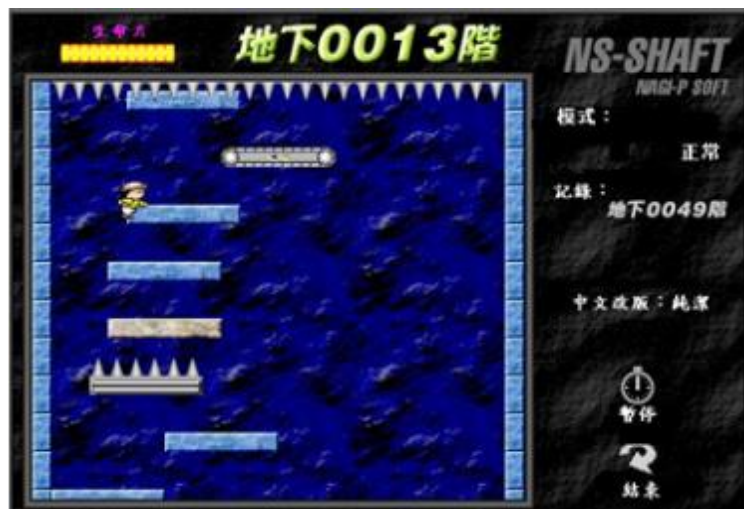 生命力
地下0013階
NS-SHAFT
NAGI-P SOFT
模式：
正常
記錄：
地下0049階
中文改版：純潔
暫停
結束